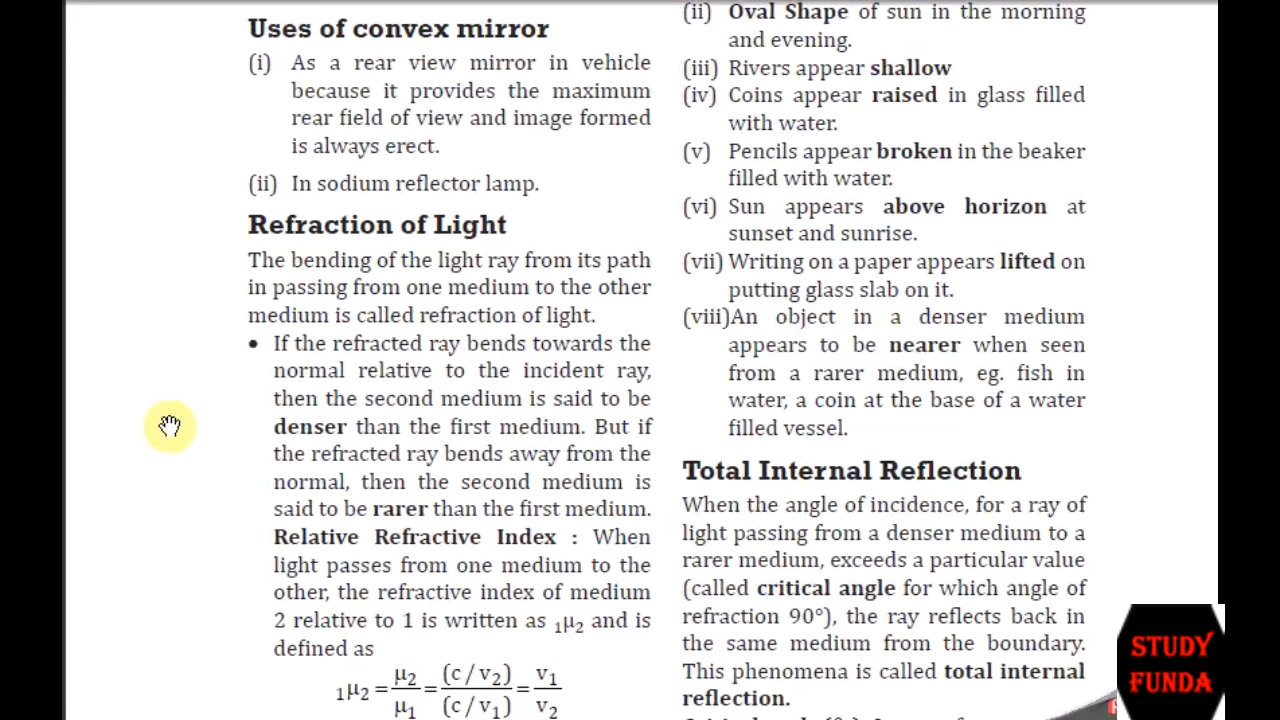 Uses of convex mirror
(i) As a rear view mirror in vehicle
because it provides the maximum
rear field of view and image formed
is always erect.
(ii) In sodium reflector lamp.
Refraction of Light
The bending of the light ray from its path
in passing from one medium to the other
medium is called refraction of light.
• If the refracted ray bends towards the
normal relative to the incident ray,
then the second medium is said to be
denser than the first medium. But if
the refracted ray bends away from the
normal, then the second medium is
said to be rarer than the first medium.
Relative Refractive Index : When
light passes from one medium to the
other, the refractive index of medium
2 relative to 1 is written as ₁μ₂ and is
defined as
₁μ₂ = μ₂/μ₁ = (c / v₂)/(c / v₁) = v₁/v₂
(ii) Oval Shape of sun in the morning
and evening.
(iii) Rivers appear shallow
(iv) Coins appear raised in glass filled
with water.
(v) Pencils appear broken in the beaker
filled with water.
(vi) Sun appears above horizon at
sunset and sunrise.
(vii) Writing on a paper appears lifted on
putting glass slab on it.
(viii)An object in a denser medium
appears to be nearer when seen
from a rarer medium, eg. fish in
water, a coin at the base of a water
filled vessel.
Total Internal Reflection
When the angle of incidence, for a ray of
light passing from a denser medium to a
rarer medium, exceeds a particular value
(called critical angle for which angle of
refraction 90°), the ray reflects back in
the same medium from the boundary.
This phenomena is called total internal
reflection.
STUDY
FUNDA